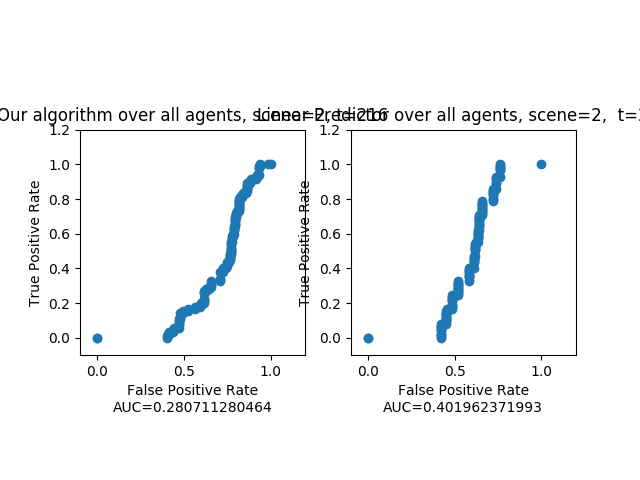 Our algorithm over all agents, scene=2, t=216
Linear Predictor over all agents, scene=2,  t=
1.2
1.0
0.8
0.6
0.4
0.2
0.0
True Positive Rate
0.0 0.5 1.0
False Positive Rate
AUC=0.280711280464
1.2
1.0
0.8
0.6
0.4
0.2
0.0
True Positive Rate
0.0 0.5 1.0
False Positive Rate
AUC=0.401962371993